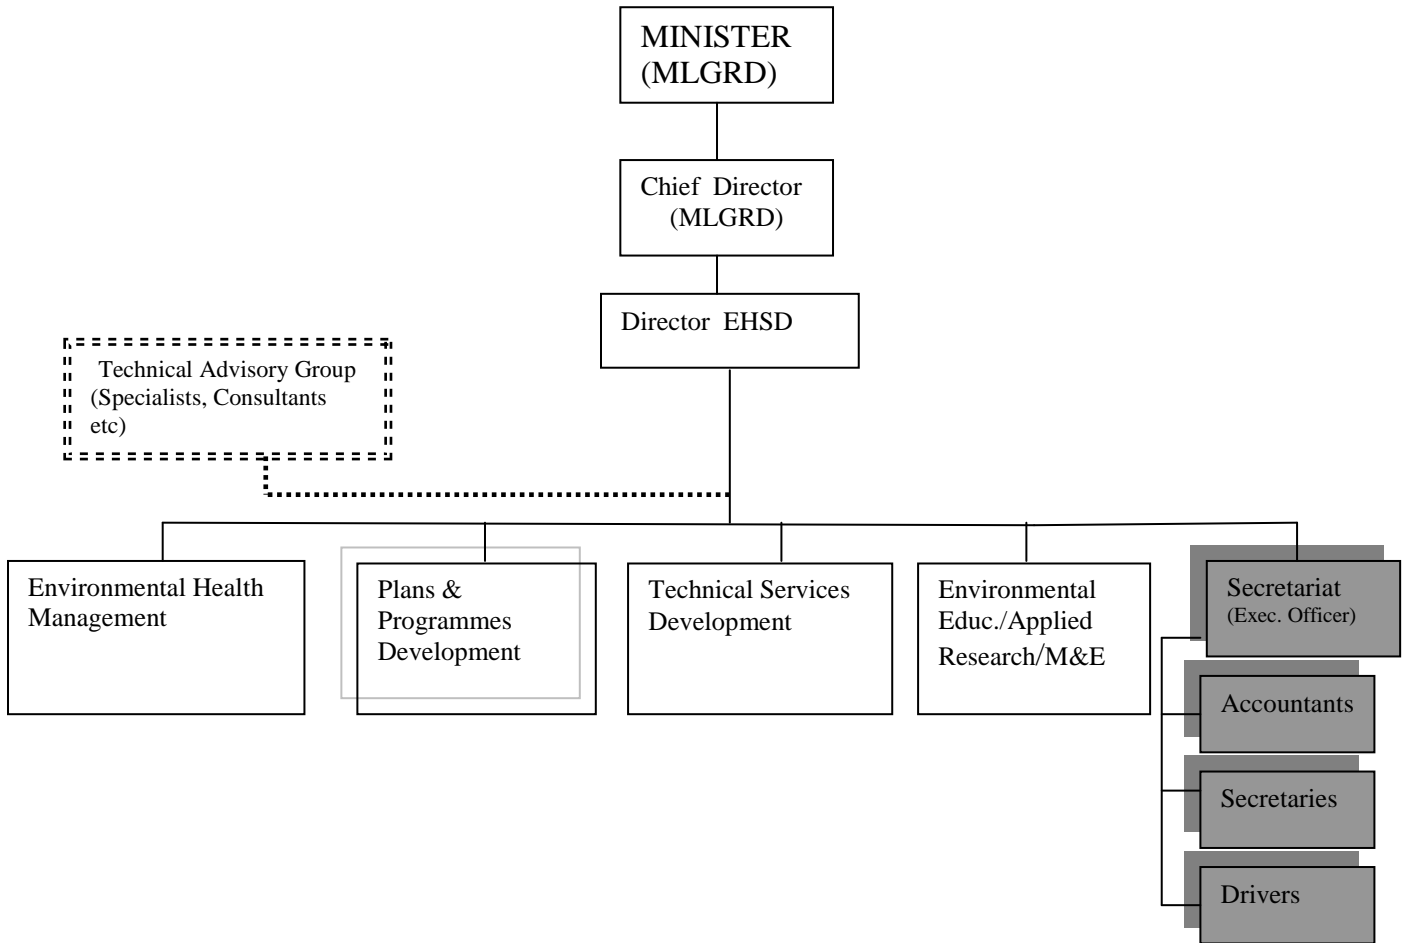 MINISTER
(MLGRD)
Chief Director
(MLGRD)
Director EHSD
Technical Advisory Group
(Specialists, Consultants
etc)
Environmental Health
Management
Plans &
Programmes
Development
Technical Services
Development
Environmental
Educ./Applied
Research/M&E
Secretariat
(Exec. Officer)
Accountants
Secretaries
Drivers